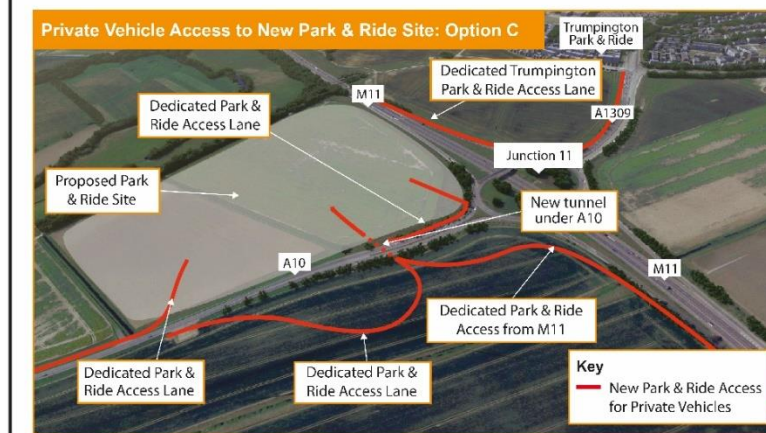 Private Vehicle Access to New Park & Ride Site: Option C
Trumpington
Park & Ride
Dedicated Trumpington
Park & Ride Access Lane
M11
Dedicated Park &
Ride Access Lane
A1309
Junction 11
Proposed Park
& Ride Site
New tunnel
under A10
A10
M11
Dedicated Park & Ride
Access from M11
Dedicated Park &
Ride Access Lane
Dedicated Park &
Ride Access Lane
Key
New Park & Ride Access
for Private Vehicles